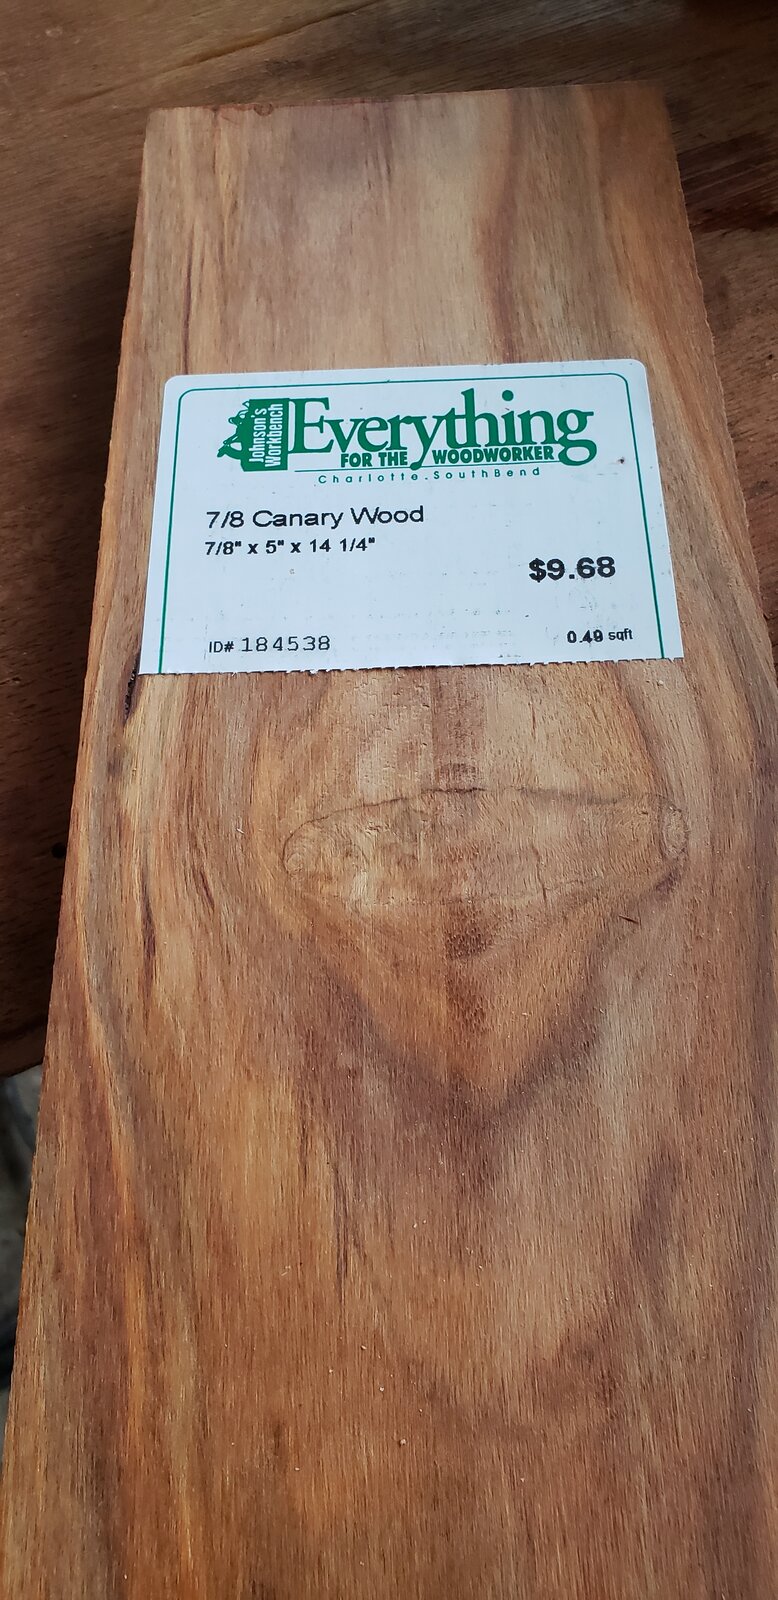 Johnson's
Workbench
Everything
FOR THE WOODWORKER
Charlotte.SouthBend
7/8 Canary Wood
7/8" x 5" x 14 1/4"
$9.68
ID# 184538
0.49 sqft